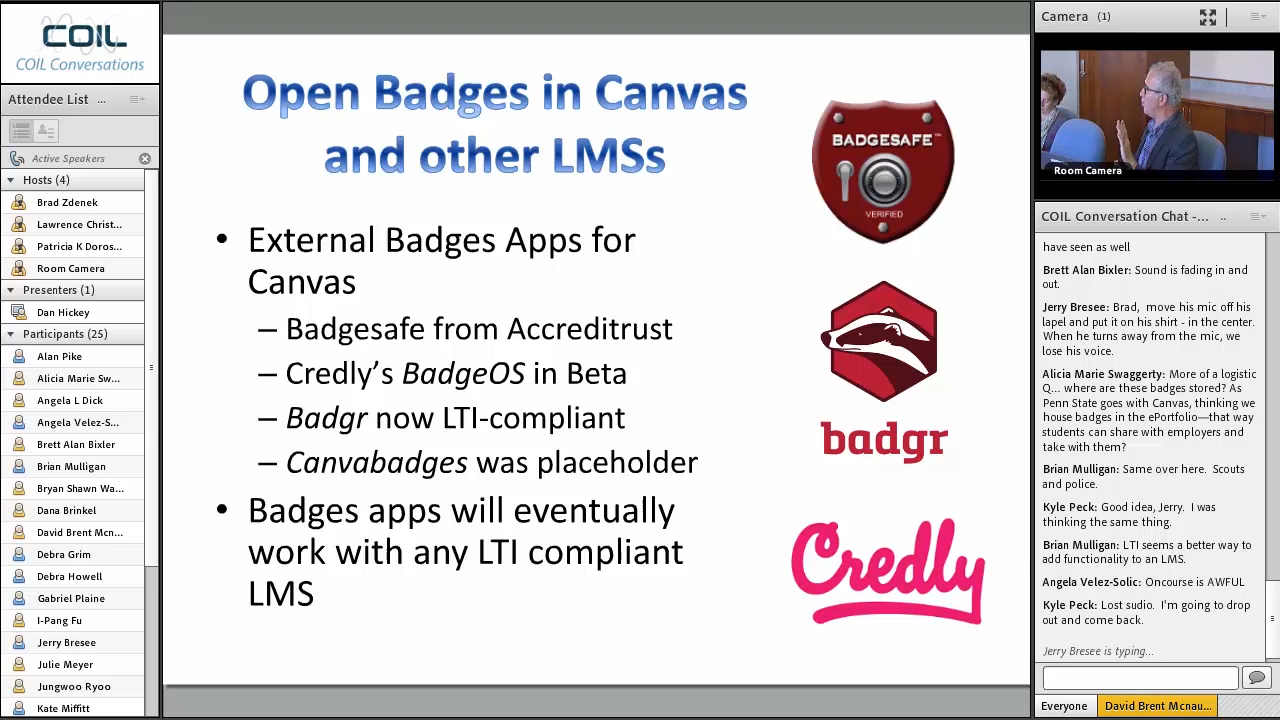 COIL
COIL Conversations
Attendee List ...
Active Speakers
Hosts (4)
Brad Zdenek
Lawrence Christ...
Patricia K Doros...
Room Camera
Presenters (1)
Dan Hickey
Participants (25)
Alan Pike
Alicia Marie Sw...
Angela L Dick
Angela Velez-S...
Brett Alan Bixler
Brian Mulligan
Bryan Shawn Wa...
Dana Brinkel
David Brent Mcn...
Debra Grim
Debra Howell
Gabriel Plaine
I-Pang Fu
Jerry Bresee
Julie Meyer
Jungwoo Ryoo
Kate Miffitt
Open Badges in Canvas
and other LMSs
• External Badges Apps for
Canvas
– Badgesafe from Accreditrust
– Credly’s BadgeOS in Beta
– Badgr now LTI-compliant
– Canvabadges was placeholder
• Badges apps will eventually
work with any LTI compliant
LMS
BADGESAFE™
VERIFIED
badgr
Credly
Camera (1)
Room Camera
COIL Conversation Chat -... ..
have seen as well
Brett Alan Bixler: Sound is fading in and
out.
Jerry Bresee: Brad, move his mic off his
lapel and put it on his shirt - in the center.
When he turns away from the mic, we
lose his voice.
Alicia Marie Swaggerty: More of a logistic
Q... where are these badges stored? As
Penn State goes with Canvas, thinking we
house badges in the ePortfolio—that way
students can share with employers and
take with them?
Brian Mulligan: Same over here. Scouts
and police.
Kyle Peck: Good idea, Jerry. I was
thinking the same thing.
Brian Mulligan: LTI seems a better way to
add functionality to an LMS.
Angela Velez-Solic: Oncourse is AWFUL
Kyle Peck: Lost sudio. I'm going to drop
out and come back.
Jerry Bresee is typing...
Everyone
David Brent Mcnau...